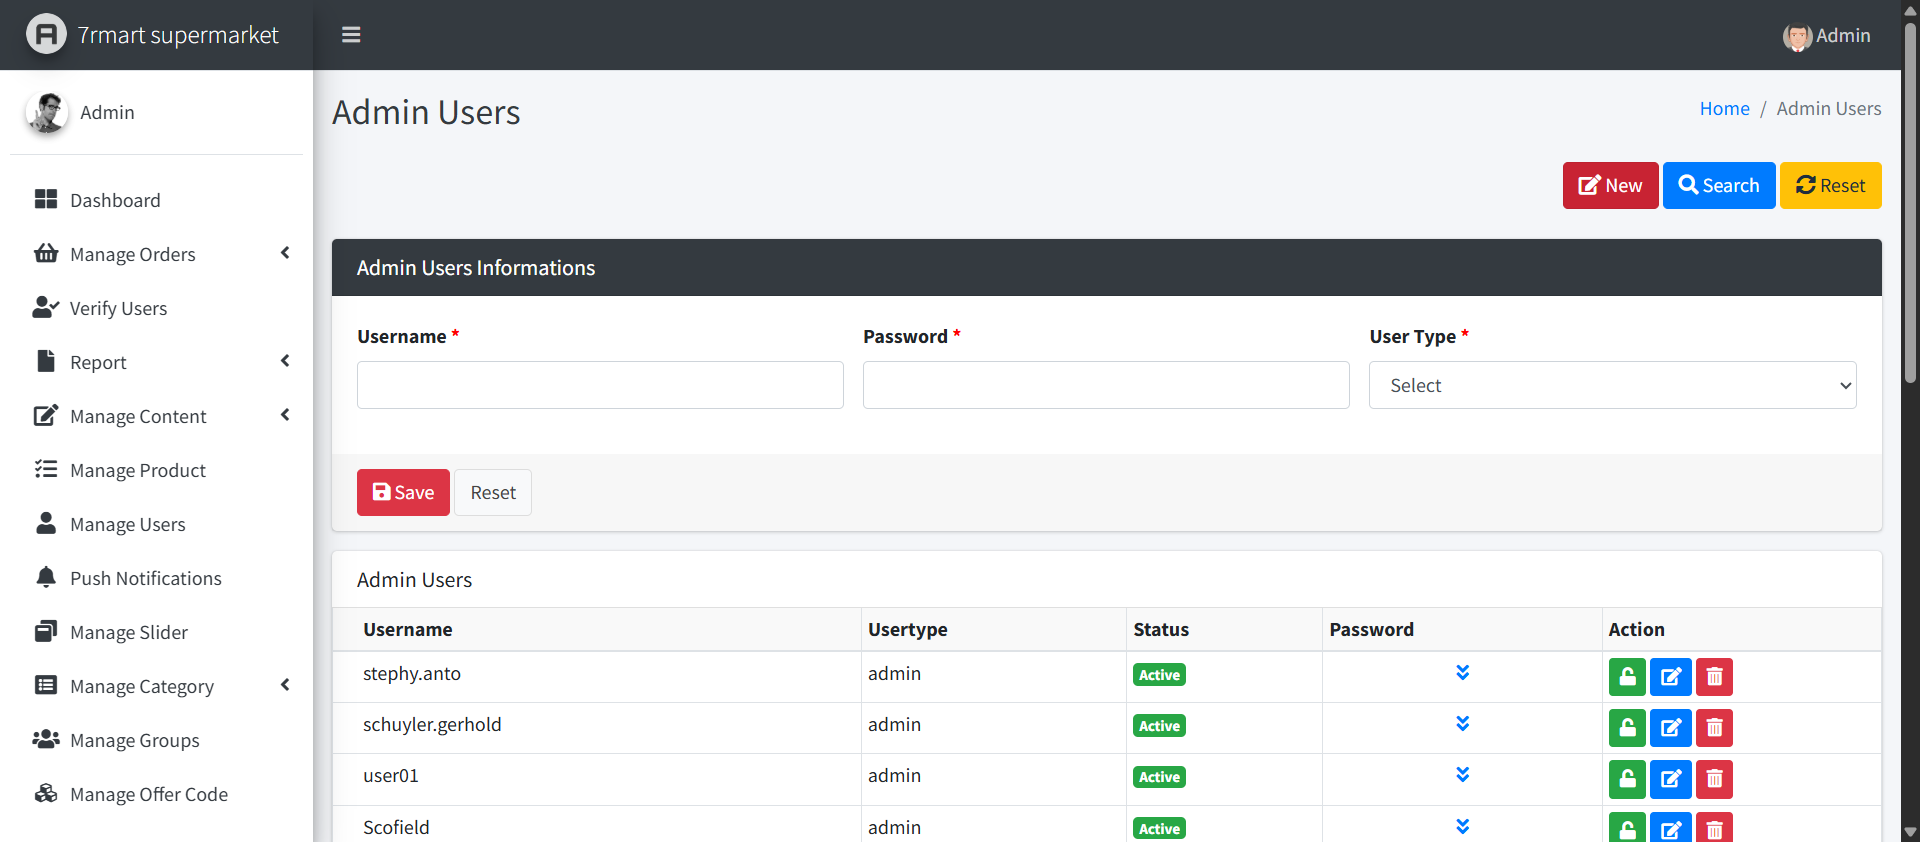 7rmart supermarket
Admin
Admin
Dashboard
Manage Orders
Verify Users
Report
Manage Content
Manage Product
Manage Users
Push Notifications
Manage Slider
Manage Category
Manage Groups
Manage Offer Code
Admin Users
Home / Admin Users
New Search Reset
Admin Users Informations
Username * Password * User Type *
Select
Save Reset
Admin Users
Username Usertype Status Password Action
stephy.anto admin Active
schuyler.gerhold admin Active
user01 admin Active
Scofield admin Active